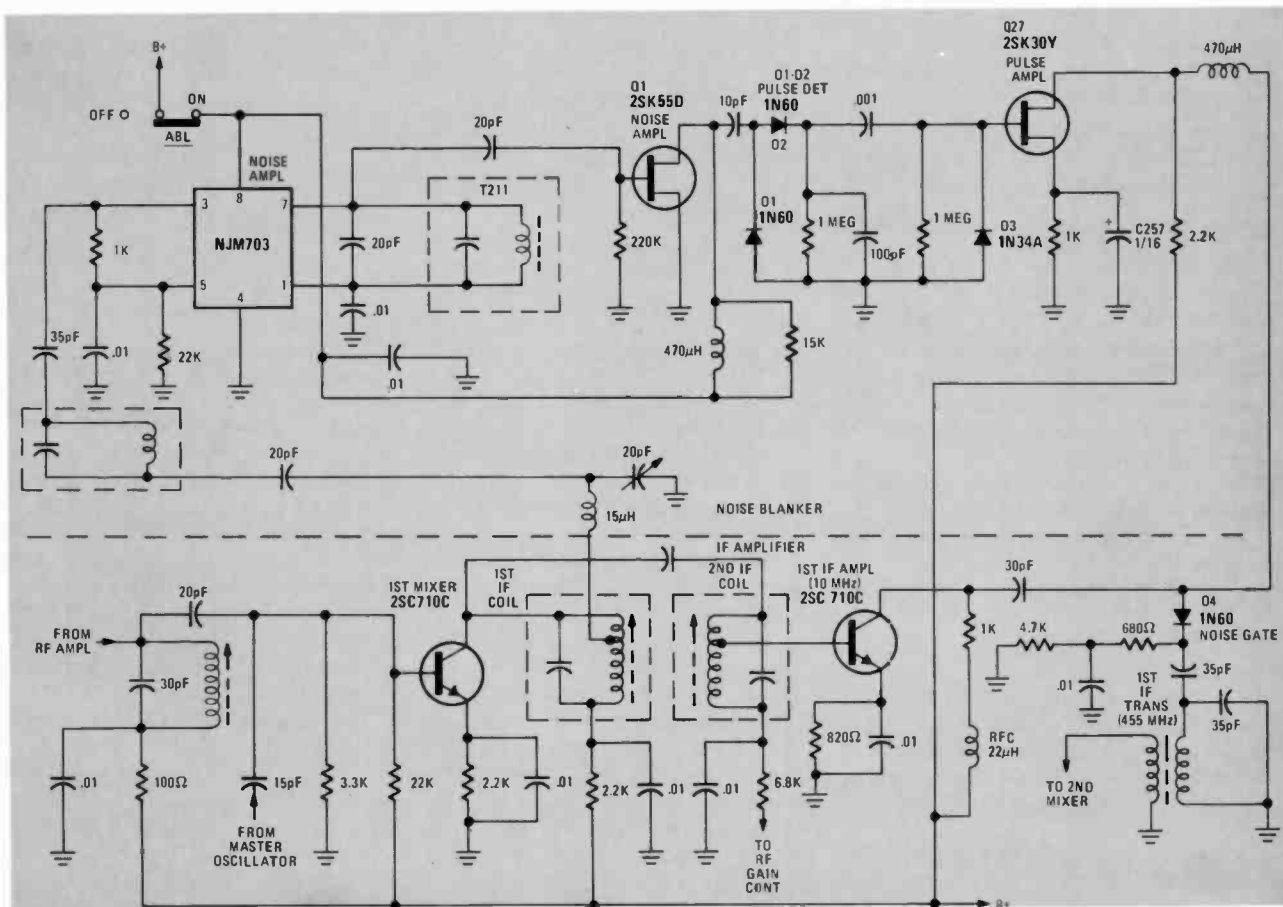 B+
OFF
ON
ABL
NOISE
AMPL
3
8
7
NJM703
5
4
1
1K
35pF
.01
22K
20pF
.01
T211
20pF
.01
220K
Q1
2SK55D
NOISE
AMPL
10pF
D1-D2
PULSE DET
1N60
D2
D1
1N60
.001
1 MEG
100pF
1 MEG
D3
1N34A
470µH
15K
Q27
2SK30Y
PULSE
AMPL
470µH
1K
C257
1/16
2.2K
20pF
20pF
15µH
NOISE BLANKER
IF AMPLIFIER
20pF
FROM
RF AMPL
30pF
.01
100Ω
15pF
FROM
MASTER
OSCILLATOR
3.3K
22K
1ST MIXER
2SC710C
2.2K
.01
1ST
IF
COIL
2.2K
.01
2ND IF
COIL
.01
6.8K
TO
RF
GAIN
CONT
1ST IF AMPL
(10 MHz)
2SC 710C
820Ω
.01
30pF
1K
RFC
22µH
4.7K
680Ω
.01
D4
1N60
NOISE GATE
35pF
1ST
IF
TRANS
(455 MHz)
35pF
TO 2ND
MIXER
B+